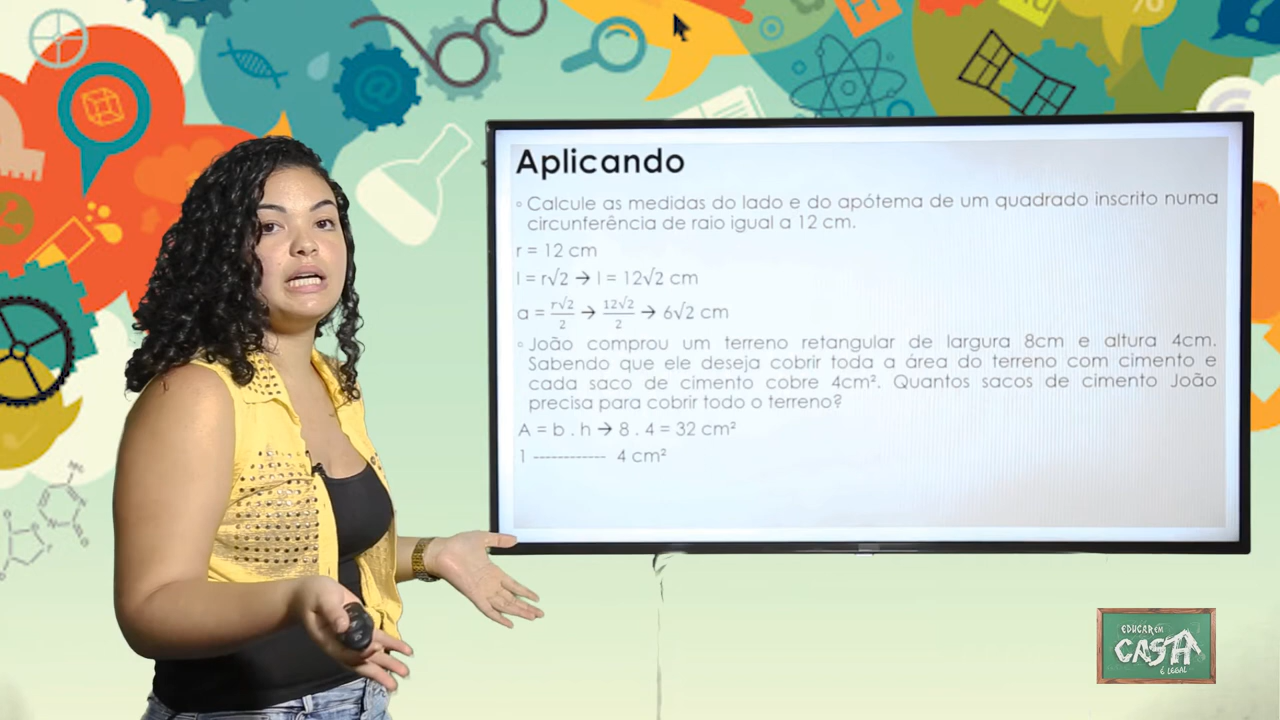 Aplicando
◦ Calcule as medidas do lado e do apótema de um quadrado inscrito numa
circunferência de raio igual a 12 cm.
r = 12 cm
l = r√2 → l = 12√2 cm
a = r√2/2 → 12√2/2 → 6√2 cm
◦ João comprou um terreno retangular de largura 8cm e altura 4cm.
Sabendo que ele deseja cobrir toda a área do terreno com cimento e
cada saco de cimento cobre 4cm². Quantos sacos de cimento João
precisa para cobrir todo o terreno?
A = b . h → 8 . 4 = 32 cm²
1 ------------ 4 cm²
EDUCAR EM
CASA
É LEGAL